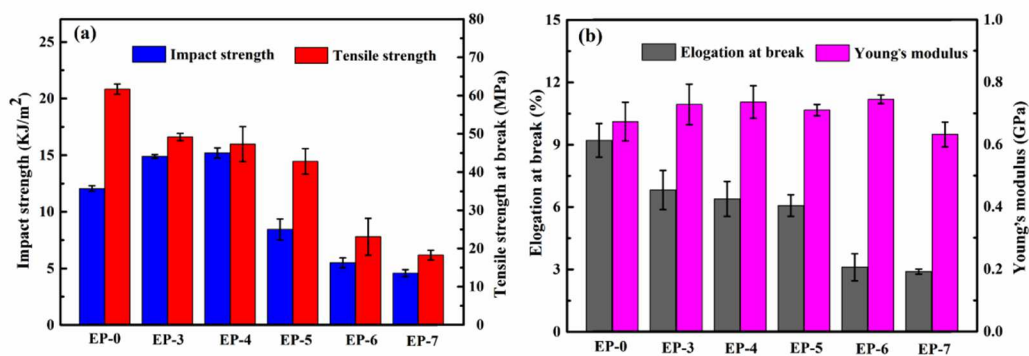 (a)
Impact strength
Tensile strength
Impact strength (KJ/m²)
25
20
15
10
5
0
Tensile strength at break (MPa)
80
70
60
50
40
30
20
10
0
EP-0 EP-3 EP-4 EP-5 EP-6 EP-7
(b)
Elogation at break
Young's modulus
Elogation at break (%)
15
12
9
6
3
0
Young's modulus (GPa)
1.0
0.8
0.6
0.4
0.2
0.0
EP-0 EP-3 EP-4 EP-5 EP-6 EP-7